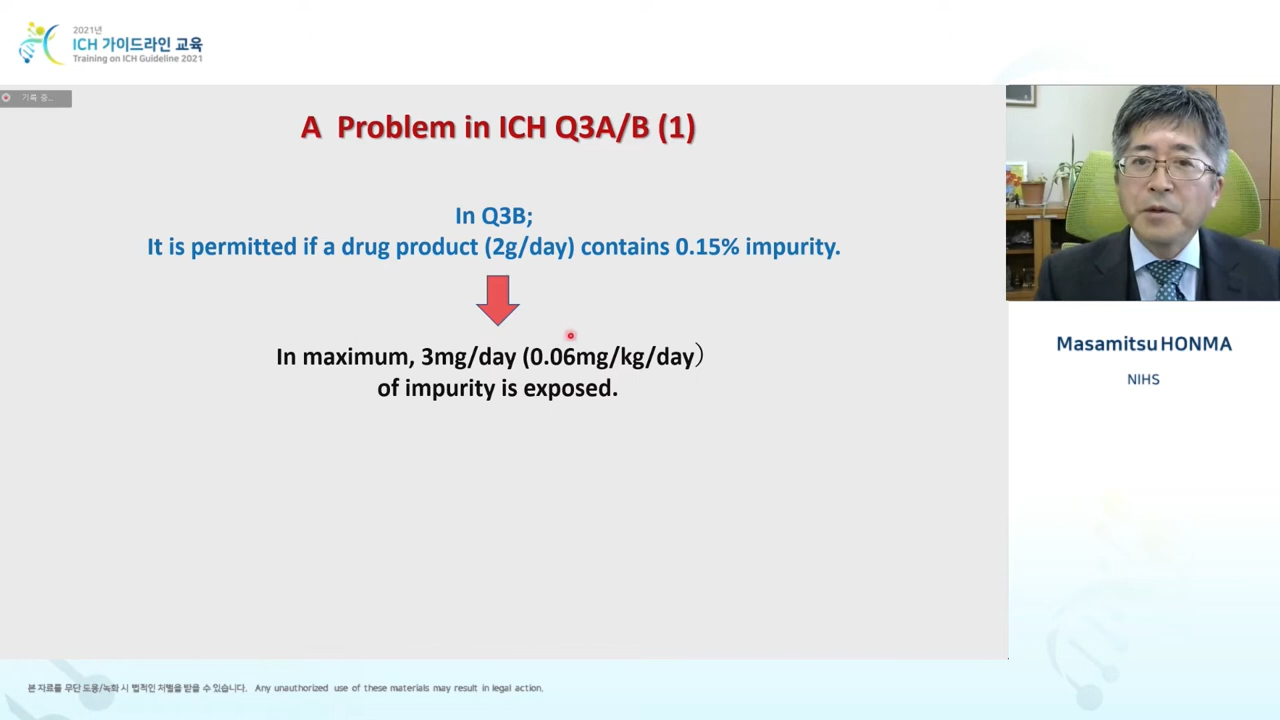 2021년
ICH 가이드라인 교육
Training on ICH Guideline 2021
기록 중...
A Problem in ICH Q3A/B (1)
In Q3B;
It is permitted if a drug product (2g/day) contains 0.15% impurity.
In maximum, 3mg/day (0.06mg/kg/day）
of impurity is exposed.
Masamitsu HONMA
NIHS
본 자료를 무단 도용/녹화 시 법적인 처벌을 받을 수 있습니다. Any unauthorized use of these materials may result in legal action.